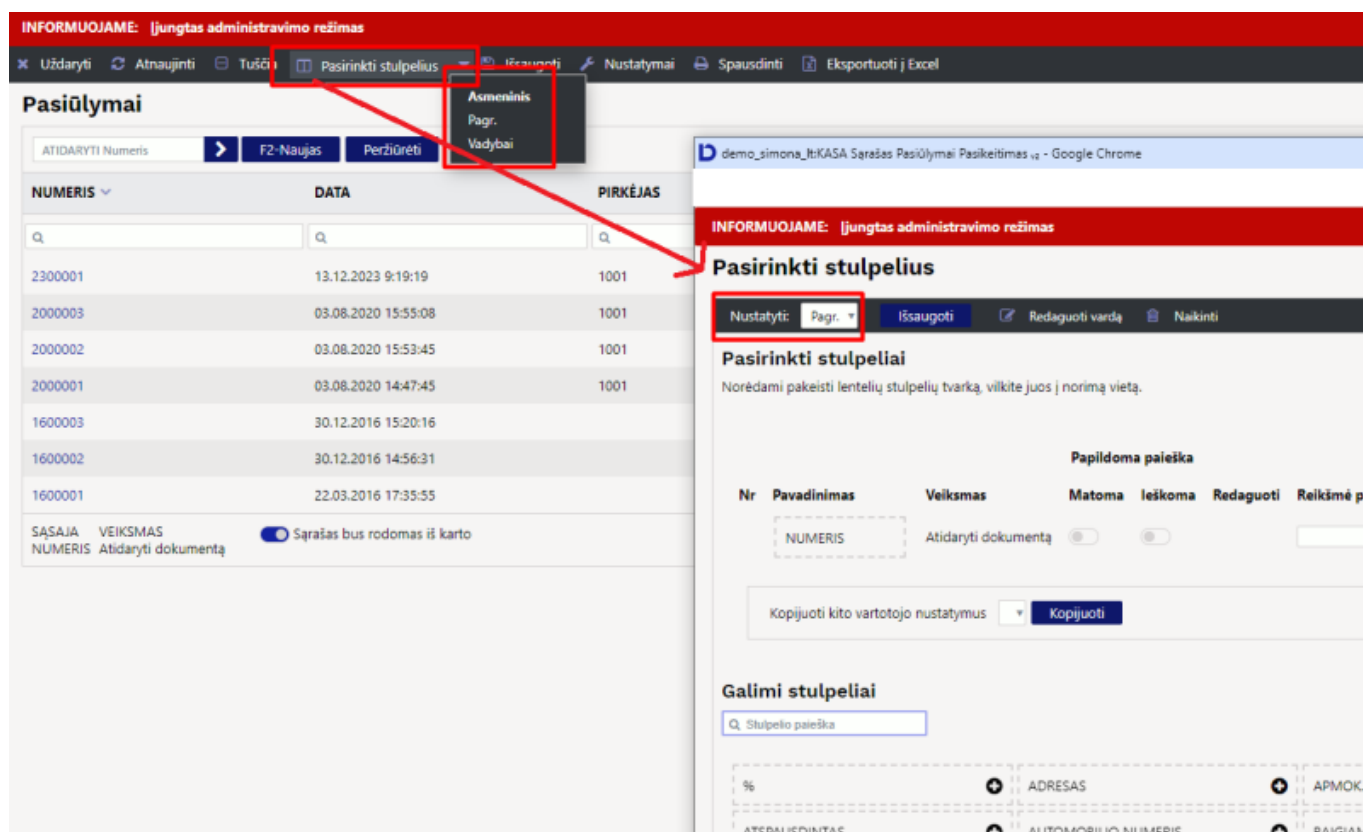 INFORMUOJAME: Įjungtas administravimo režimas
Uždaryti Atnaujinti Tuščia Pasirinkti stulpelius Išsaugoti Nustatymai Spausdinti Eksportuoti į Excel
Asmeninis
Pagr.
Vadybai
Pasiūlymai
ATIDARYTI Numeris F2-Naujas Peržiūrėti
NUMERIS DATA PIRKĖJAS
2300001 13.12.2023 9:19:19 1001
2000003 03.08.2020 15:55:08 1001
2000002 03.08.2020 15:53:45 1001
2000001 03.08.2020 14:47:45 1001
1600003 30.12.2016 15:20:16
1600002 30.12.2016 14:56:31
1600001 22.03.2016 17:35:55
SĄSAJA VEIKSMAS
NUMERIS Atidaryti dokumentą
Sąrašas bus rodomas iš karto
demo_simona_lt:KASA Sąrašas Pasiūlymai Pasikeitimas v2 - Google Chrome
INFORMUOJAME: Įjungtas administravimo režimas
Pasirinkti stulpelius
Nustatyti: Pagr. Išsaugoti Redaguoti vardą Naikinti
Pasirinkti stulpeliai
Norėdami pakeisti lentelių stulpelių tvarką, vilkite juos į norimą vietą.
Papildoma paieška
Nr Pavadinimas Veiksmas Matoma Ieškoma Redaguoti Reikšmė p
NUMERIS Atidaryti dokumentą
Kopijuoti kito vartotojo nustatymus Kopijuoti
Galimi stulpeliai
Stulpelio paieška
% ADRESAS APMOK
ATSPAUSDINTAS AUTOMOBILIO NUMERIS